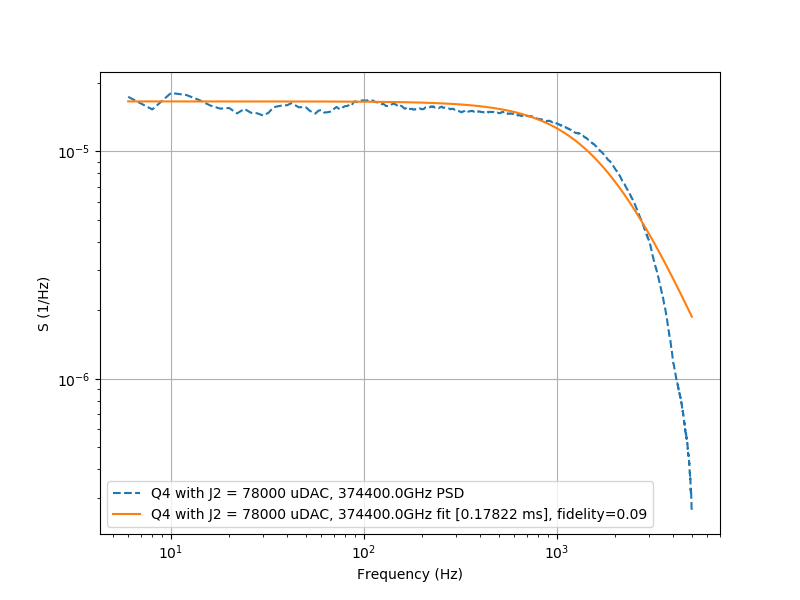 10⁻⁵
10⁻⁶
S (1/Hz)
Q4 with J2 = 78000 uDAC, 374400.0GHz PSD
Q4 with J2 = 78000 uDAC, 374400.0GHz fit [0.17822 ms], fidelity=0.09
10¹ 10² 10³
Frequency (Hz)